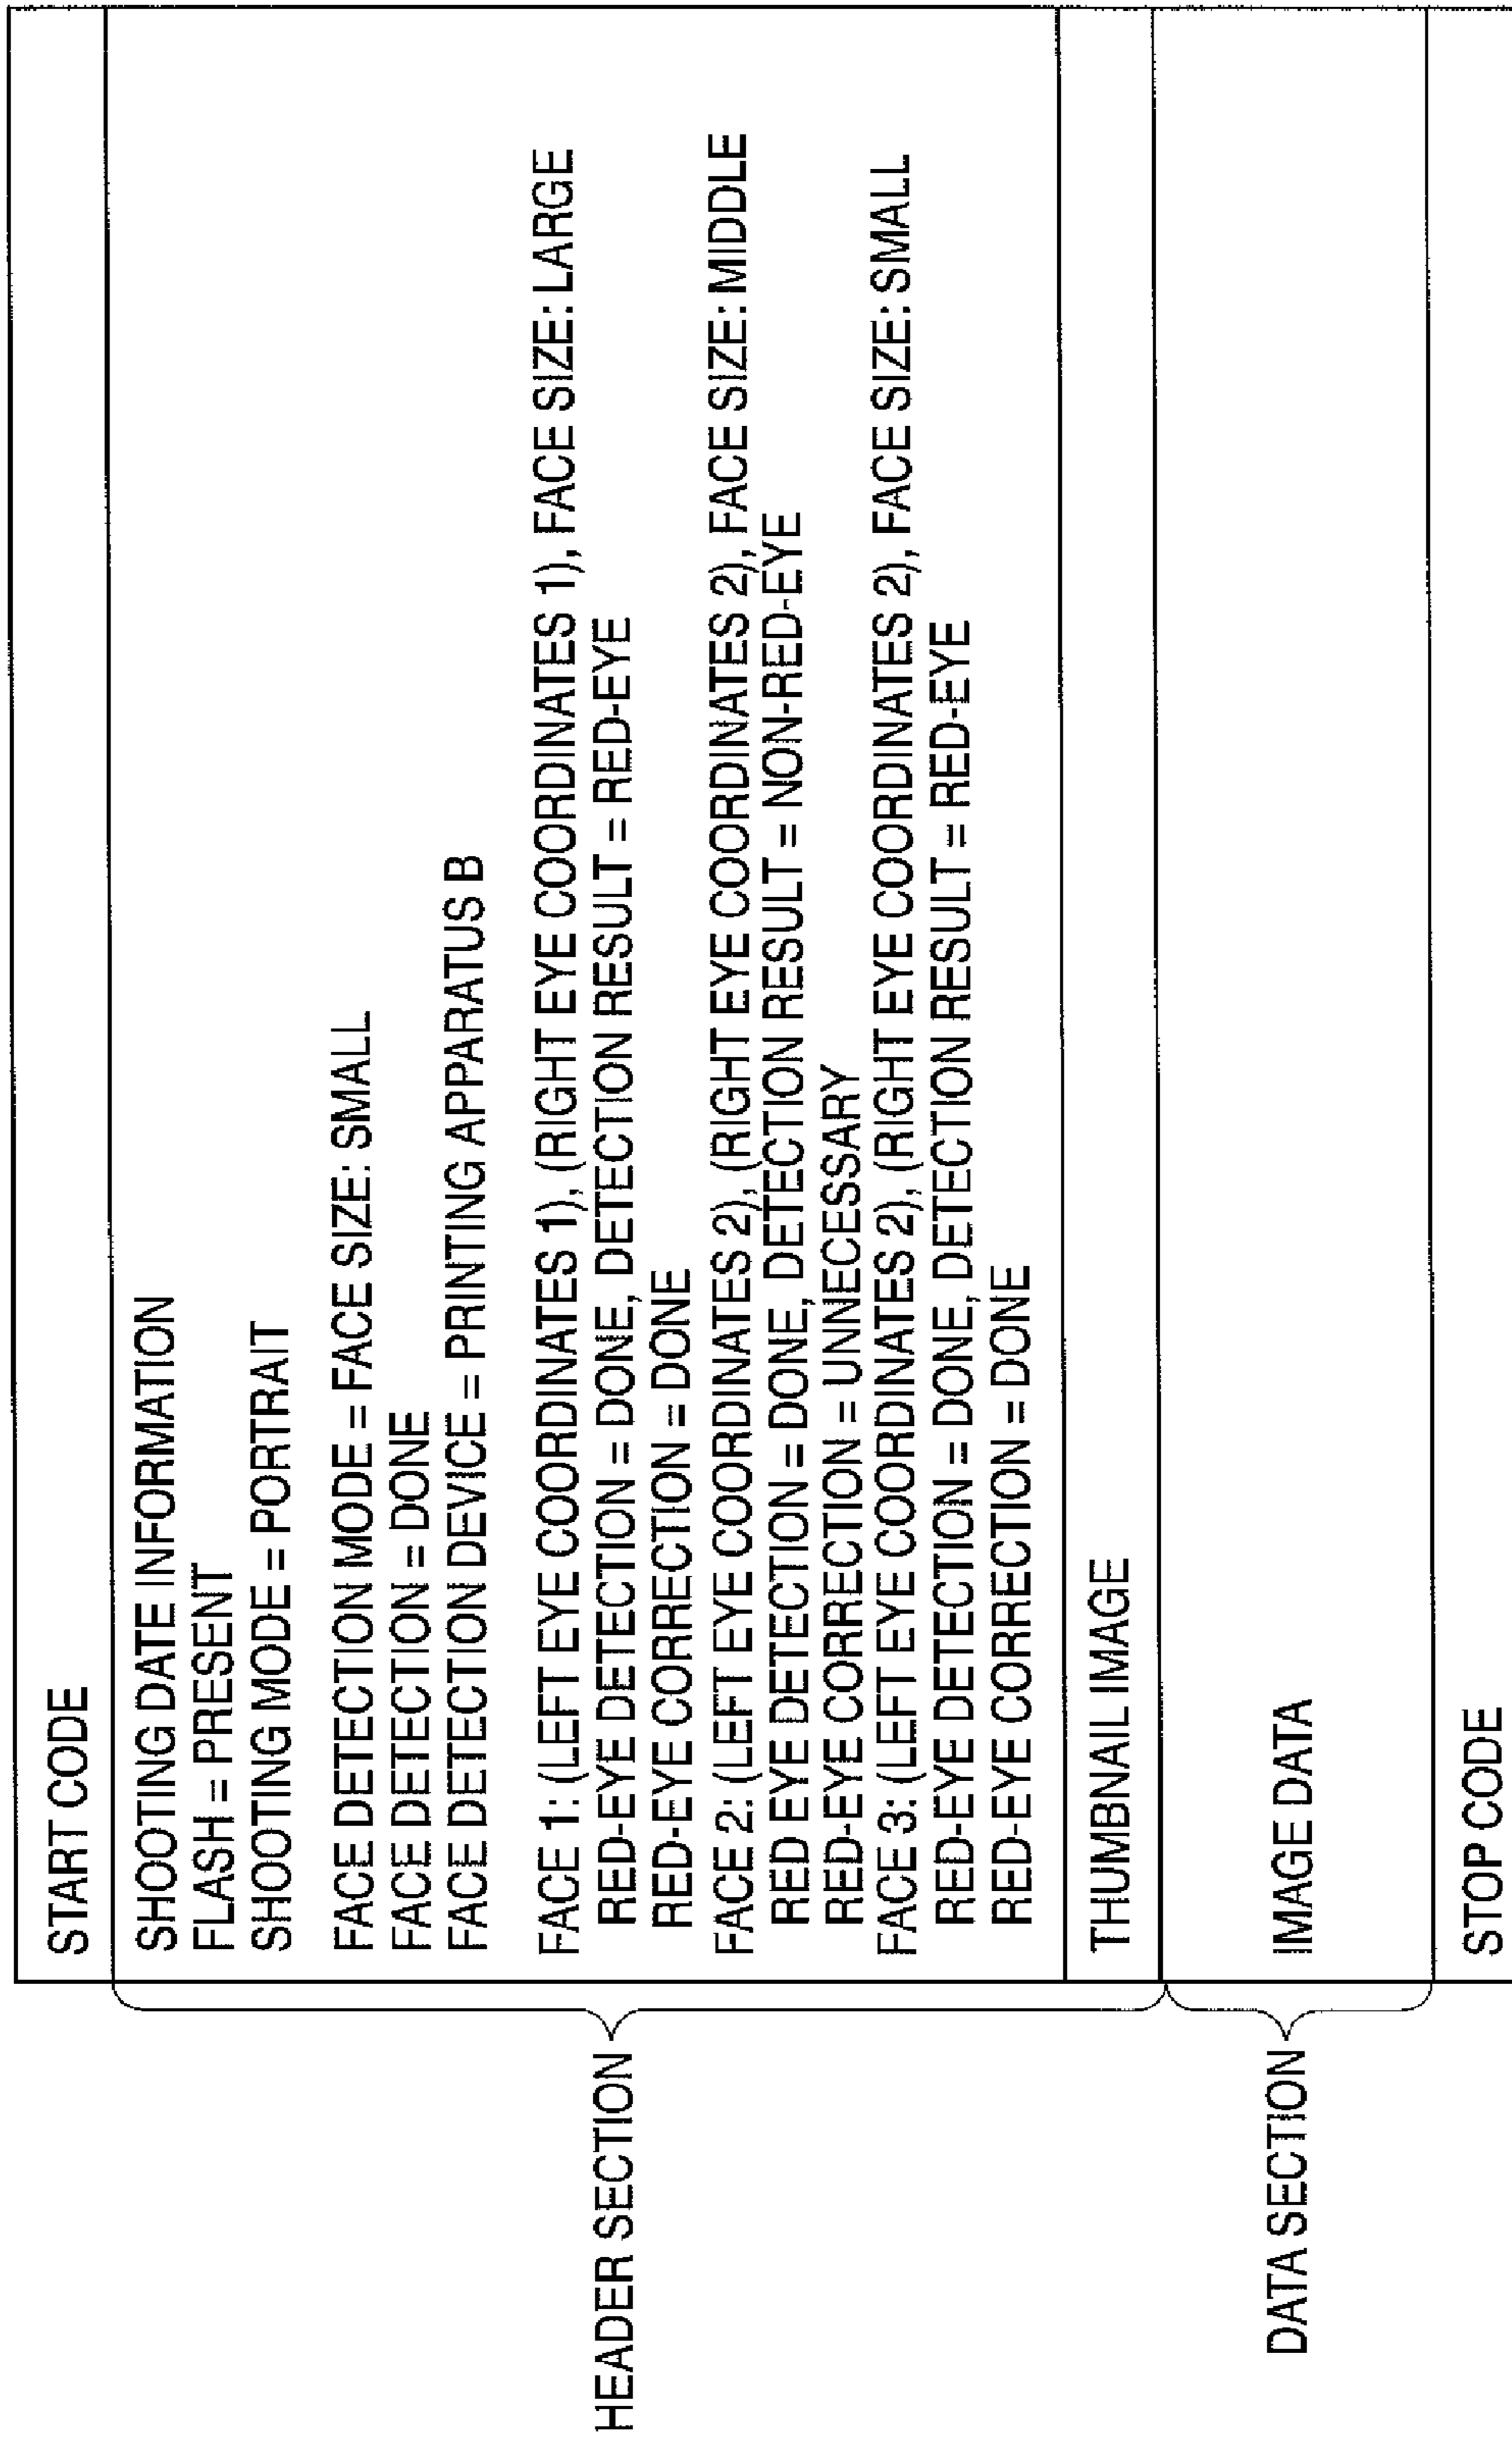 START CODE
HEADER SECTION
SHOOTING DATE INFORMATION
FLASH = PRESENT
SHOOTING MODE = PORTRAIT
FACE DETECTION MODE = FACE SIZE: SMALL
FACE DETECTION = DONE
FACE DETECTION DEVICE = PRINTING APPARATUS B
FACE 1: (LEFT EYE COORDINATES 1), (RIGHT EYE COORDINATES 1), FACE SIZE: LARGE
RED-EYE DETECTION = DONE, DETECTION RESULT = RED-EYE
RED-EYE CORRECTION = DONE
FACE 2: (LEFT EYE COORDINATES 2), (RIGHT EYE COORDINATES 2), FACE SIZE: MIDDLE
RED EYE DETECTION = DONE, DETECTION RESULT = NON-RED-EYE
RED-EYE CORRECTION = UNNECESSARY
FACE 3: (LEFT EYE COORDINATES 2), (RIGHT EYE COORDINATES 2), FACE SIZE: SMALL
RED-EYE DETECTION = DONE, DETECTION RESULT = RED-EYE
RED-EYE CORRECTION = DONE
THUMBNAIL IMAGE
DATA SECTION
IMAGE DATA
STOP CODE